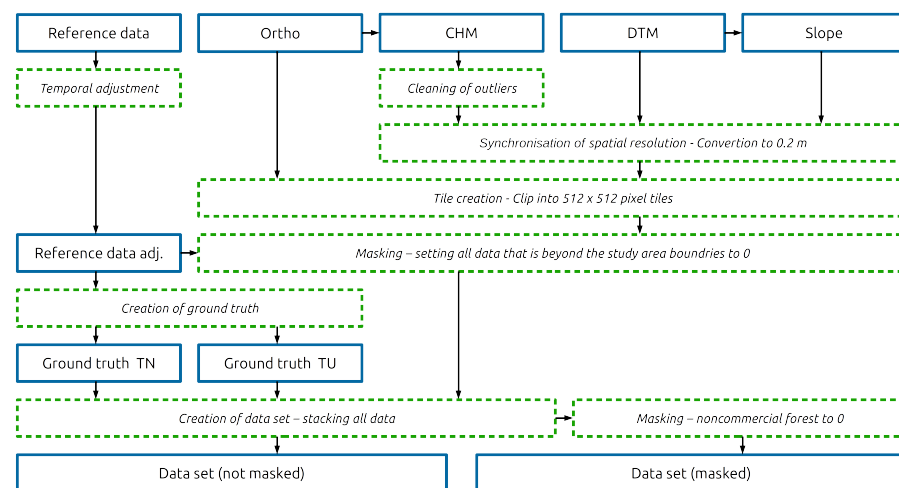 Reference data
Ortho
CHM
DTM
Slope
Temporal adjustment
Cleaning of outliers
Synchronisation of spatial resolution - Convertion to 0.2 m
Tile creation - Clip into 512 x 512 pixel tiles
Reference data adj.
Masking – setting all data that is beyond the study area boundries to 0
Creation of ground truth
Ground truth TN
Ground truth TU
Creation of data set – stacking all data
Masking – noncommercial forest to 0
Data set (not masked)
Data set (masked)